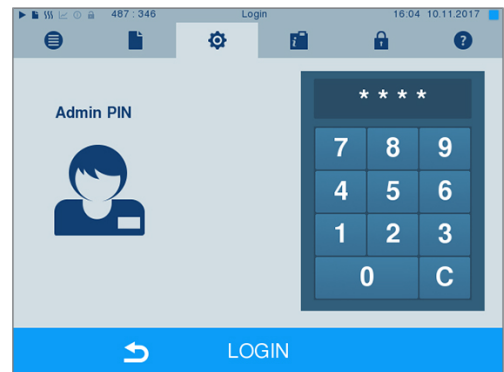 487 : 346 Login 16:04 10.11.2017
i ?
Admin PIN
* * * *
7 8 9
4 5 6
1 2 3
0 C
LOGIN